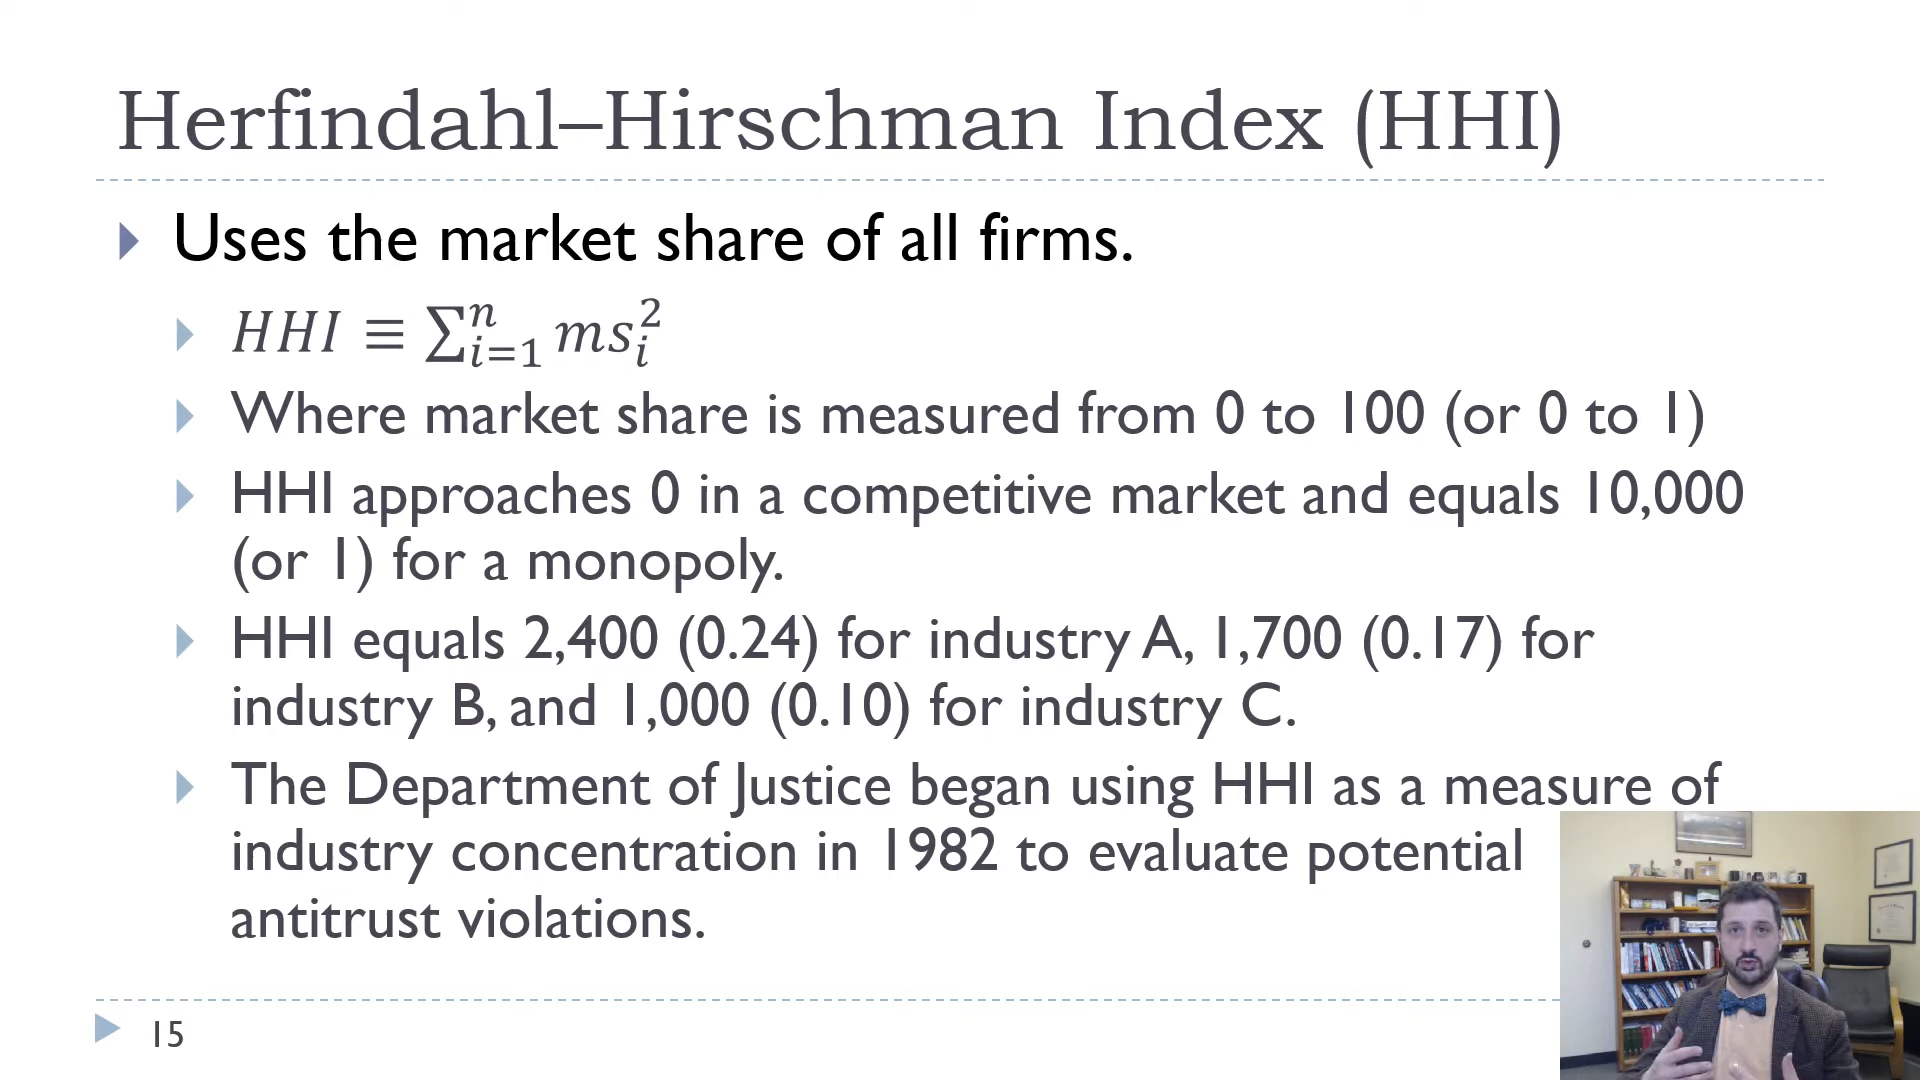 Herfindahl–Hirschman Index (HHI)
Uses the market share of all firms.
HHI ≡ ∑ⁿᵢ₌₁ msᵢ²
Where market share is measured from 0 to 100 (or 0 to 1)
HHI approaches 0 in a competitive market and equals 10,000
(or 1) for a monopoly.
HHI equals 2,400 (0.24) for industry A, 1,700 (0.17) for
industry B, and 1,000 (0.10) for industry C.
The Department of Justice began using HHI as a measure of
industry concentration in 1982 to evaluate potential
antitrust violations.
15